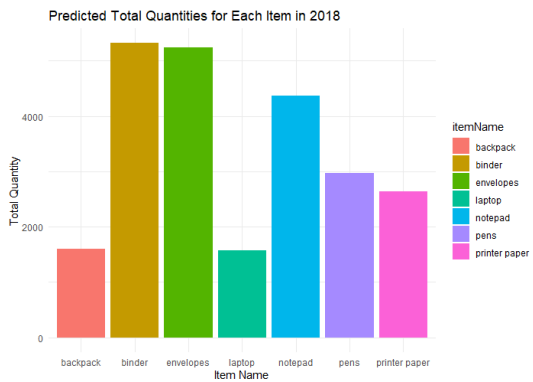 Predicted Total Quantities for Each Item in 2018
Total Quantity
4000
2000
0
backpack binder envelopes laptop notepad pens printer paper
Item Name
itemName
backpack
binder
envelopes
laptop
notepad
pens
printer paper